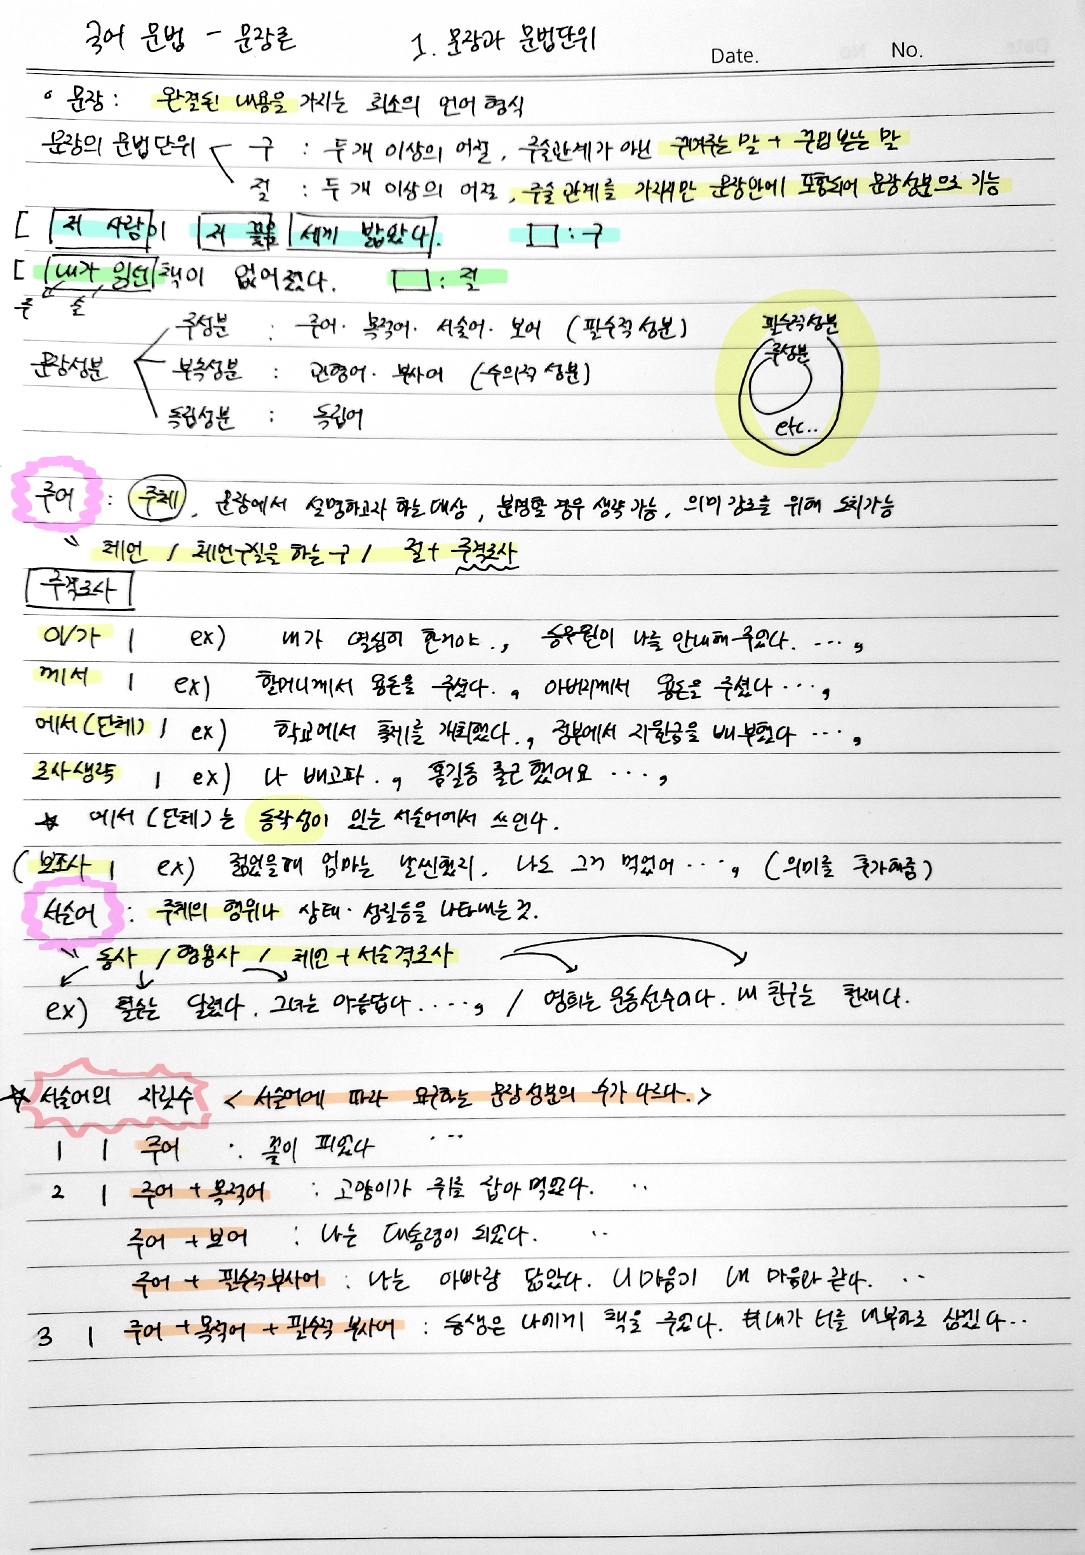 국어 문법 - 문장론 1. 문장과 문법단위 Date. No.
◦ 문장 : 완결된 내용을 가지는 최소의 언어 형식
문장의 문법단위 구 : 두개 이상의 어절, 주술관계가 아닌 꾸며주는 말 + 꾸밈 받는 말
절 : 두개 이상의 어절, 주술관계를 가지지만 문장안에 포함되어 문장성분으로 기능
[ 저 사람이 저 꽃을 세게 밟았다. □ : 구
[ 내가 읽던 책이 없어졌다. □ : 절
주 술
주성분 : 주어· 목적어· 서술어· 보어 (필수적 성분) 필수적성분
문장성분 부속성분 : 관형어· 부사어 (수의적 성분) 주성분
독립성분 : 독립어 etc..
주어 : 주체, 문장에서 설명하고자 하는 대상, 분명할 경우 생략 가능, 의미 강조를 위해 도치가능
체언 / 체언구실을 하는 구 / 절 + 주격조사
주격조사
이/가 | ex) 내가 열심히 한거야., 승무원이 나를 안내해 주었다. ...,
께서 | ex) 할머니께서 용돈을 주셨다., 아버지께서 용돈을 주셨다 ...,
에서(단체) | ex) 학교에서 축제를 개최했다., 정부에서 지원금을 배부했다 ...,
조사생략 | ex) 나 배고파., 홍길동 출근했어요 ...,
★ 에서(단체)는 동작성이 있는 서술어에서 쓰인다.
( 보조사 | ex) 젊었을때 엄마는 날씬했지. 나도 그거 먹었어 ..., (의미를 추가해줌)
서술어 : 주체의 행위나 상태· 성질등을 나타내는 것.
동사 / 형용사 / 체언 + 서술격조사
ex) 철수는 달렸다. 그녀는 아름답다 ...., / 영희는 운동선수이다. 내 친구는 천재다.
★ 서술어의 자릿수 < 서술어에 따라 요구하는 문장성분의 수가 다르다. >
1 | 주어 : 꽃이 피었다 ...
2 | 주어 + 목적어 : 고양이가 쥐를 잡아 먹었다. ..
주어 + 보어 : 나는 대통령이 되었다. ..
주어 + 필수적부사어 : 나는 아빠랑 닮았다. 니 마음이 내 마음과 같다. ..
3 | 주어 + 목적어 + 필수적 부사어 : 동생은 나에게 책을 주었다. 내가 너를 내 부하로 삼겠다..